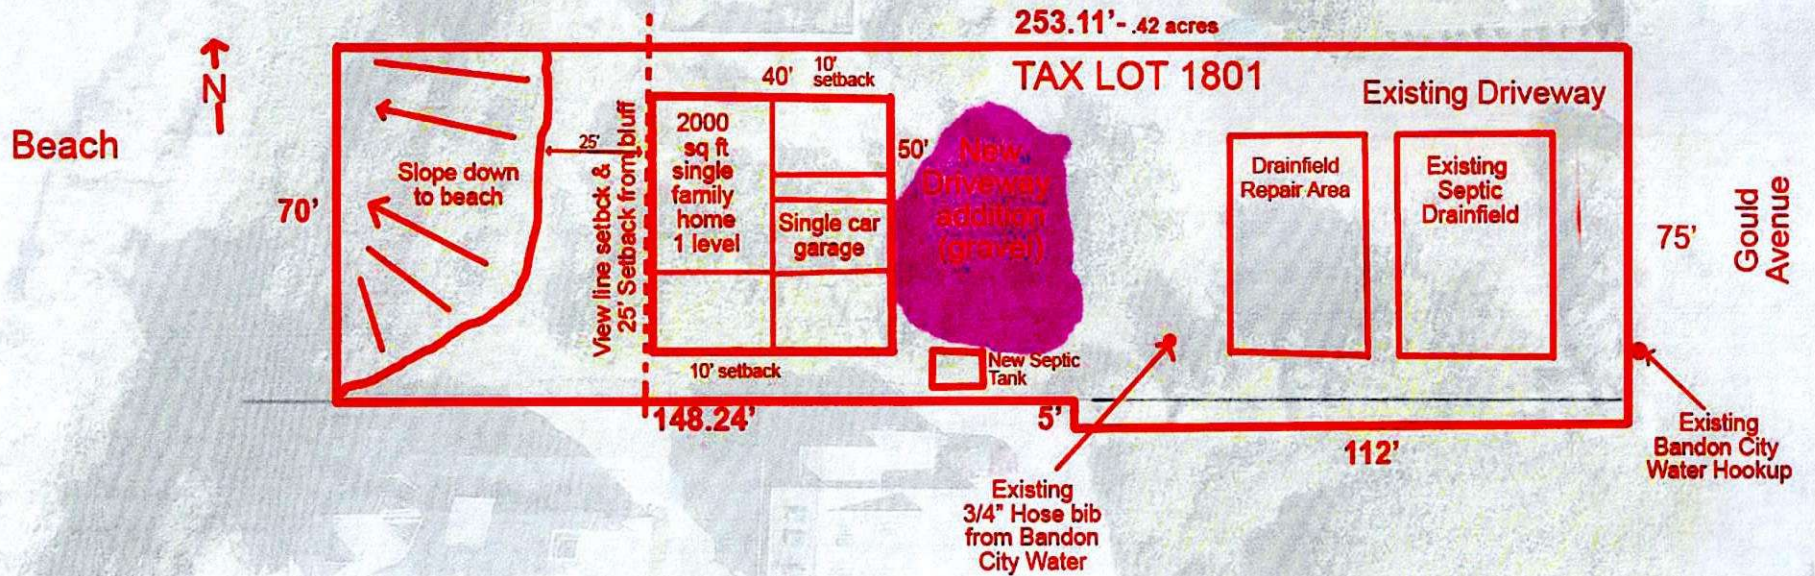 253.11'- .42 acres
N
Beach
70'
Slope down
to beach
25'
View line setbck &
25' Setback from bluff
40'
10'
setback
TAX LOT 1801
Existing Driveway
2000
sq ft
single
family
home
1 level
Single car
garage
50'
New
Driveway
addition
(gravel)
Drainfield
Repair Area
Existing
Septic
Drainfield
75'
Gould
Avenue
10' setback
New Septic
Tank
148.24'
5'
112'
Existing
3/4" Hose bib
from Bandon
City Water
Existing
Bandon City
Water Hookup